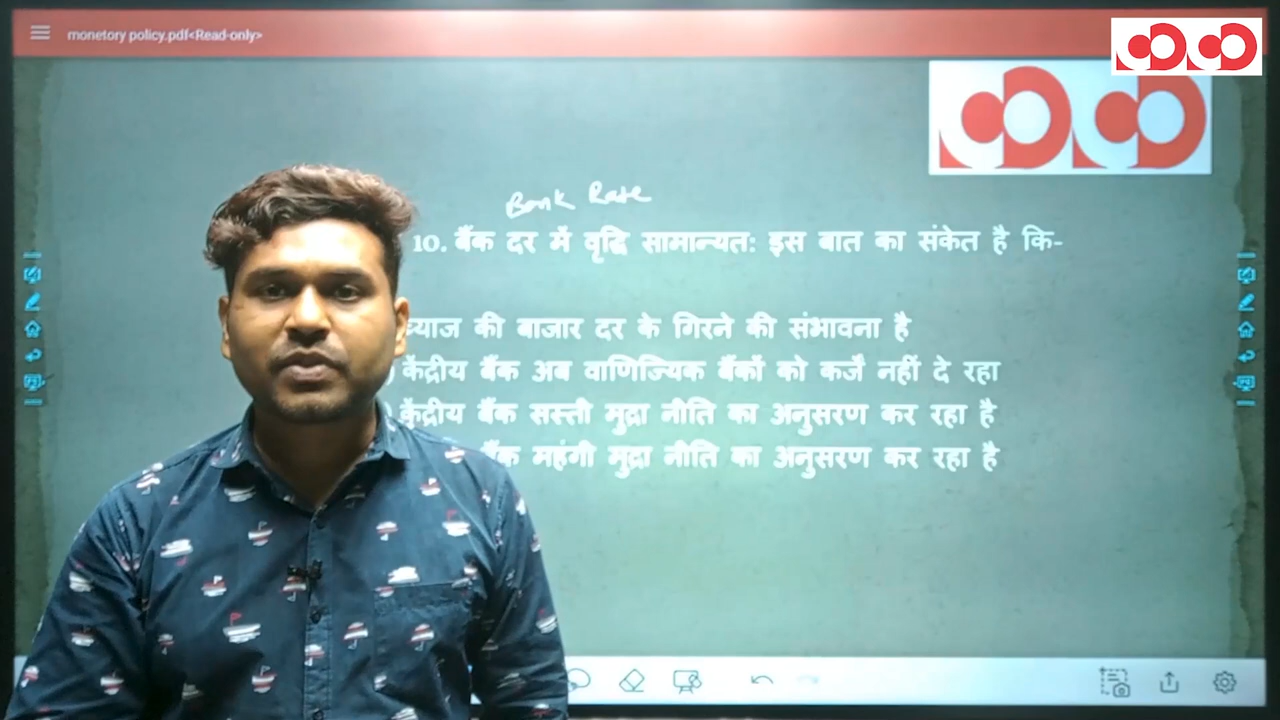 monetory policy.pdf<Read-only>
Bank Rate
10. बैंक दर में वृद्धि सामान्यत: इस बात का संकेत है कि-
ब्याज की बाजार दर के गिरने की संभावना है
) केंद्रीय बैंक अब वाणिज्यिक बैंकों को कर्ज नहीं दे रहा
) केंद्रीय बैंक सस्ती मुद्रा नीति का अनुसरण कर रहा है
बैंक महंगी मुद्रा नीति का अनुसरण कर रहा है